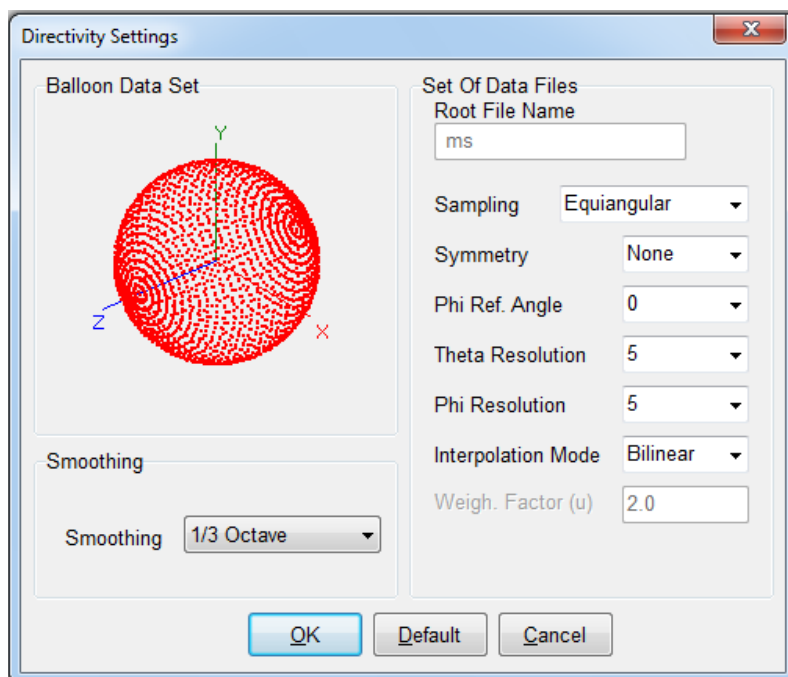 Directivity Settings
Balloon Data Set
Y
Z
X
Smoothing
Smoothing 1/3 Octave
Set Of Data Files
Root File Name
ms
Sampling Equiangular
Symmetry None
Phi Ref. Angle 0
Theta Resolution 5
Phi Resolution 5
Interpolation Mode Bilinear
Weigh. Factor (u) 2.0
OK Default Cancel